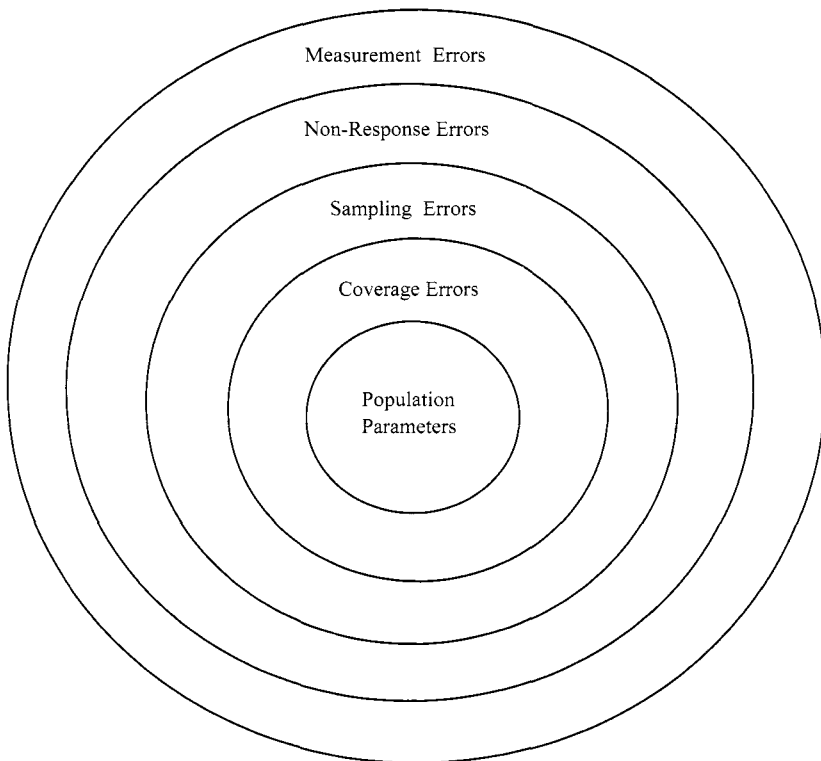 Measurement Errors
Non-Response Errors
Sampling Errors
Coverage Errors
Population
Parameters